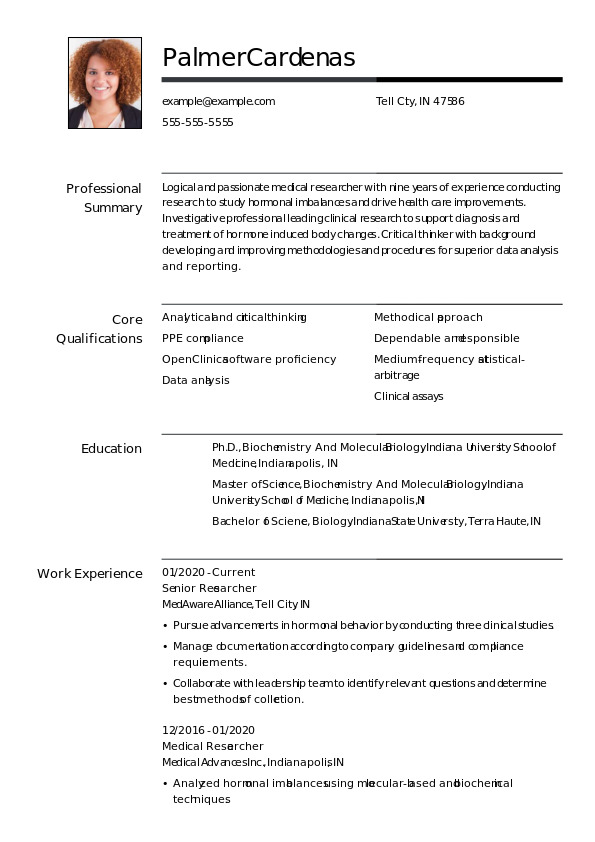 PalmerCardenas
example@example.com
Tell Cty, IN 47586
555-555-5555
Professional
Summary
Logical and passionate medical researcher with nine years of experience conducting
research to study hormonal imbalances and drive health care improvements.
Investigative professional leading clinical research to support diagnosis and
treatment of hormone induced body changes. Critical thinker with background
developing and improving methodologies and procedures for superior data analysis
and reporting.
Core
Qualifications
Analytical and critical thinking
PPE compliance
OpenClinica software proficiency
Data analysis
Methodical approach
Dependable and responsible
Medium-frequency statistical-
arbitrage
Clinical assays
Education
Ph.D., Biochemistry And Molecular Biology, Indiana University School of
Medicine, Indianapolis, IN
Master of Science, Biochemistry And Molecular Biology, Indiana
University School of Medicine, Indianapolis, IN
Bachelor of Science, Biology, Indiana State University, Terra Haute, IN
Work Experience
01/2020 - Current
Senior Researcher
MedAware Alliance, Tell City IN
• Pursue advancements in hormonal behavior by conducting three clinical studies.
• Manage documentation according to company guidelines and compliance
requirements.
• Collaborate with leadership team to identify relevant questions and determine
best methods of collection.
12/2016 - 01/2020
Medical Researcher
Medical Advances Inc., Indianapolis, IN
• Analyzed hormonal imbalances using molecular-based and biochemical
techniques